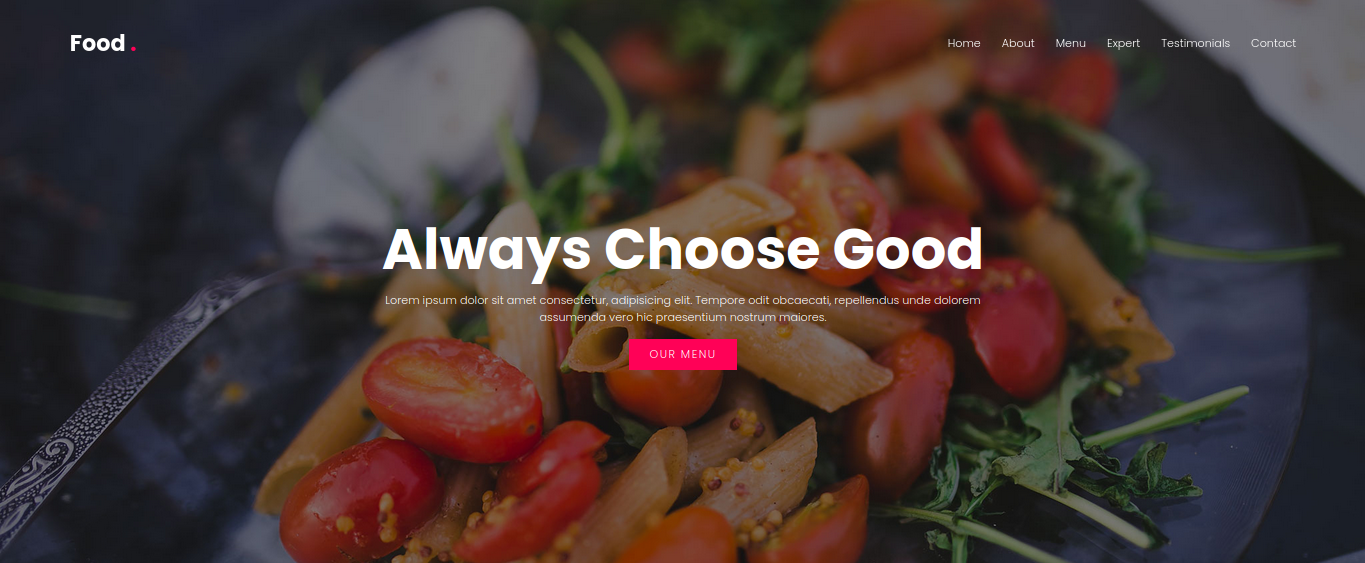 Food .
Home About Menu Expert Testimonials Contact
Always Choose Good
Lorem ipsum dolor sit amet consectetur, adipisicing elit. Tempore odit obcaecati, repellendus unde dolorem
assumenda vero hic praesentium nostrum maiores.
OUR MENU